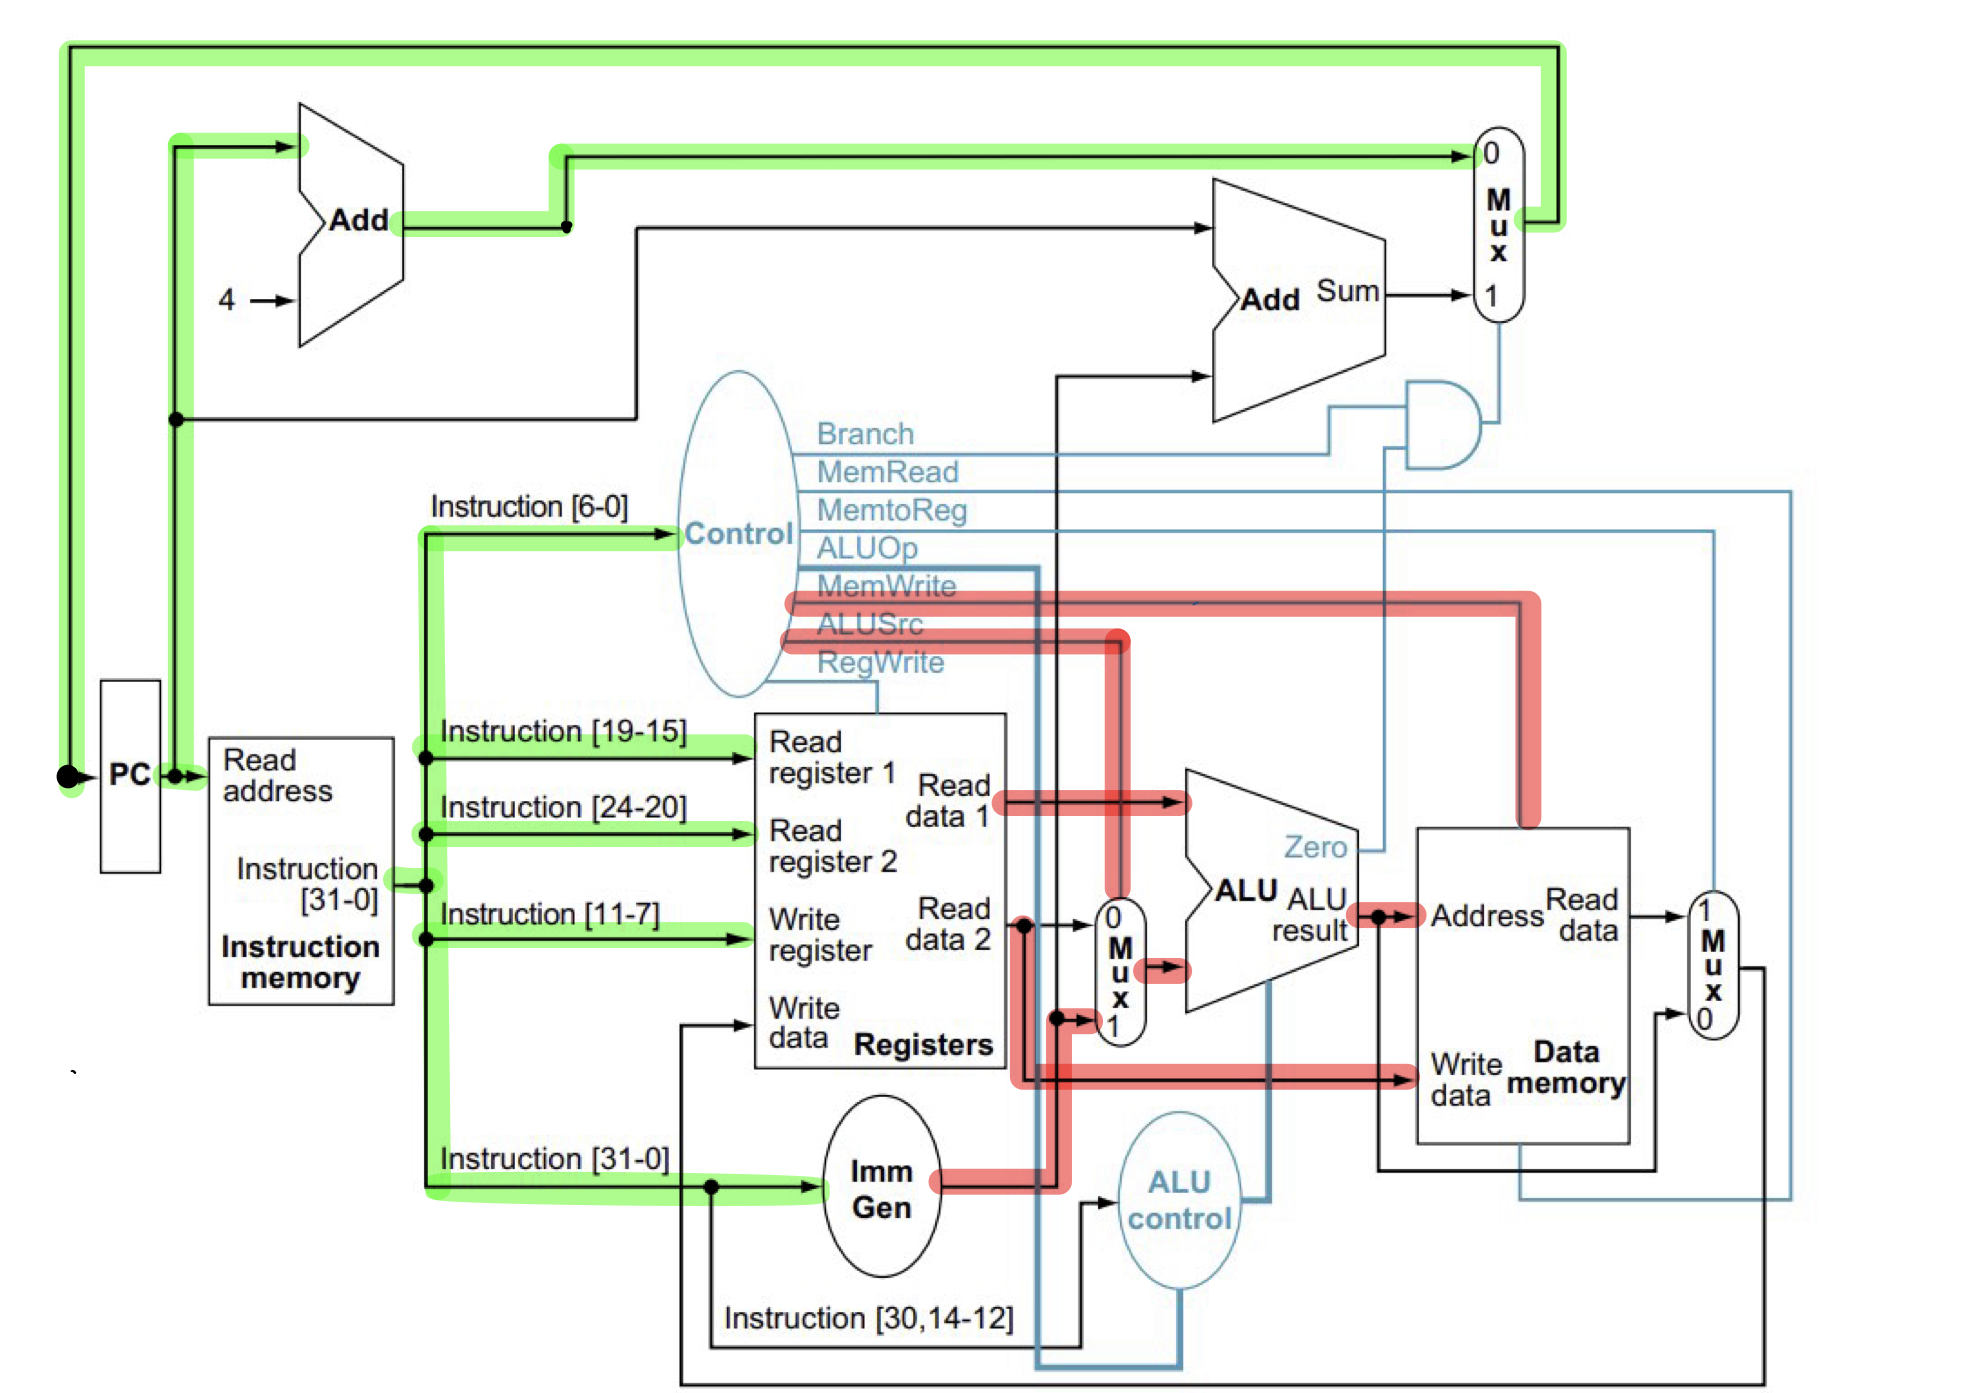 0
M
u
x
1
Add
4
Add Sum
Branch
MemRead
MemtoReg
ALUOp
MemWrite
ALUSrc
RegWrite
Instruction [6-0]
Control
Instruction [19-15]
Instruction [24-20]
Instruction [11-7]
Instruction [31-0]
PC
Read
address
Instruction
[31-0]
Instruction
memory
Read
register 1
Read
register 2
Write
register
Write
data
Read
data 1
Read
data 2
Registers
0
M
u
x
1
Zero
ALU
ALU
result
Address
Read
data
Write
data
Data
memory
1
M
u
x
0
Imm
Gen
ALU
control
Instruction [30,14-12]